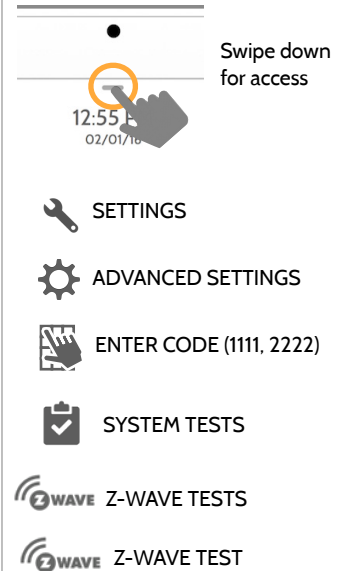 Swipe down
for access
12:55 P
02/01/16
SETTINGS
ADVANCED SETTINGS
ENTER CODE (1111, 2222)
SYSTEM TESTS
Z WAVE Z-WAVE TESTS
Z WAVE Z-WAVE TEST